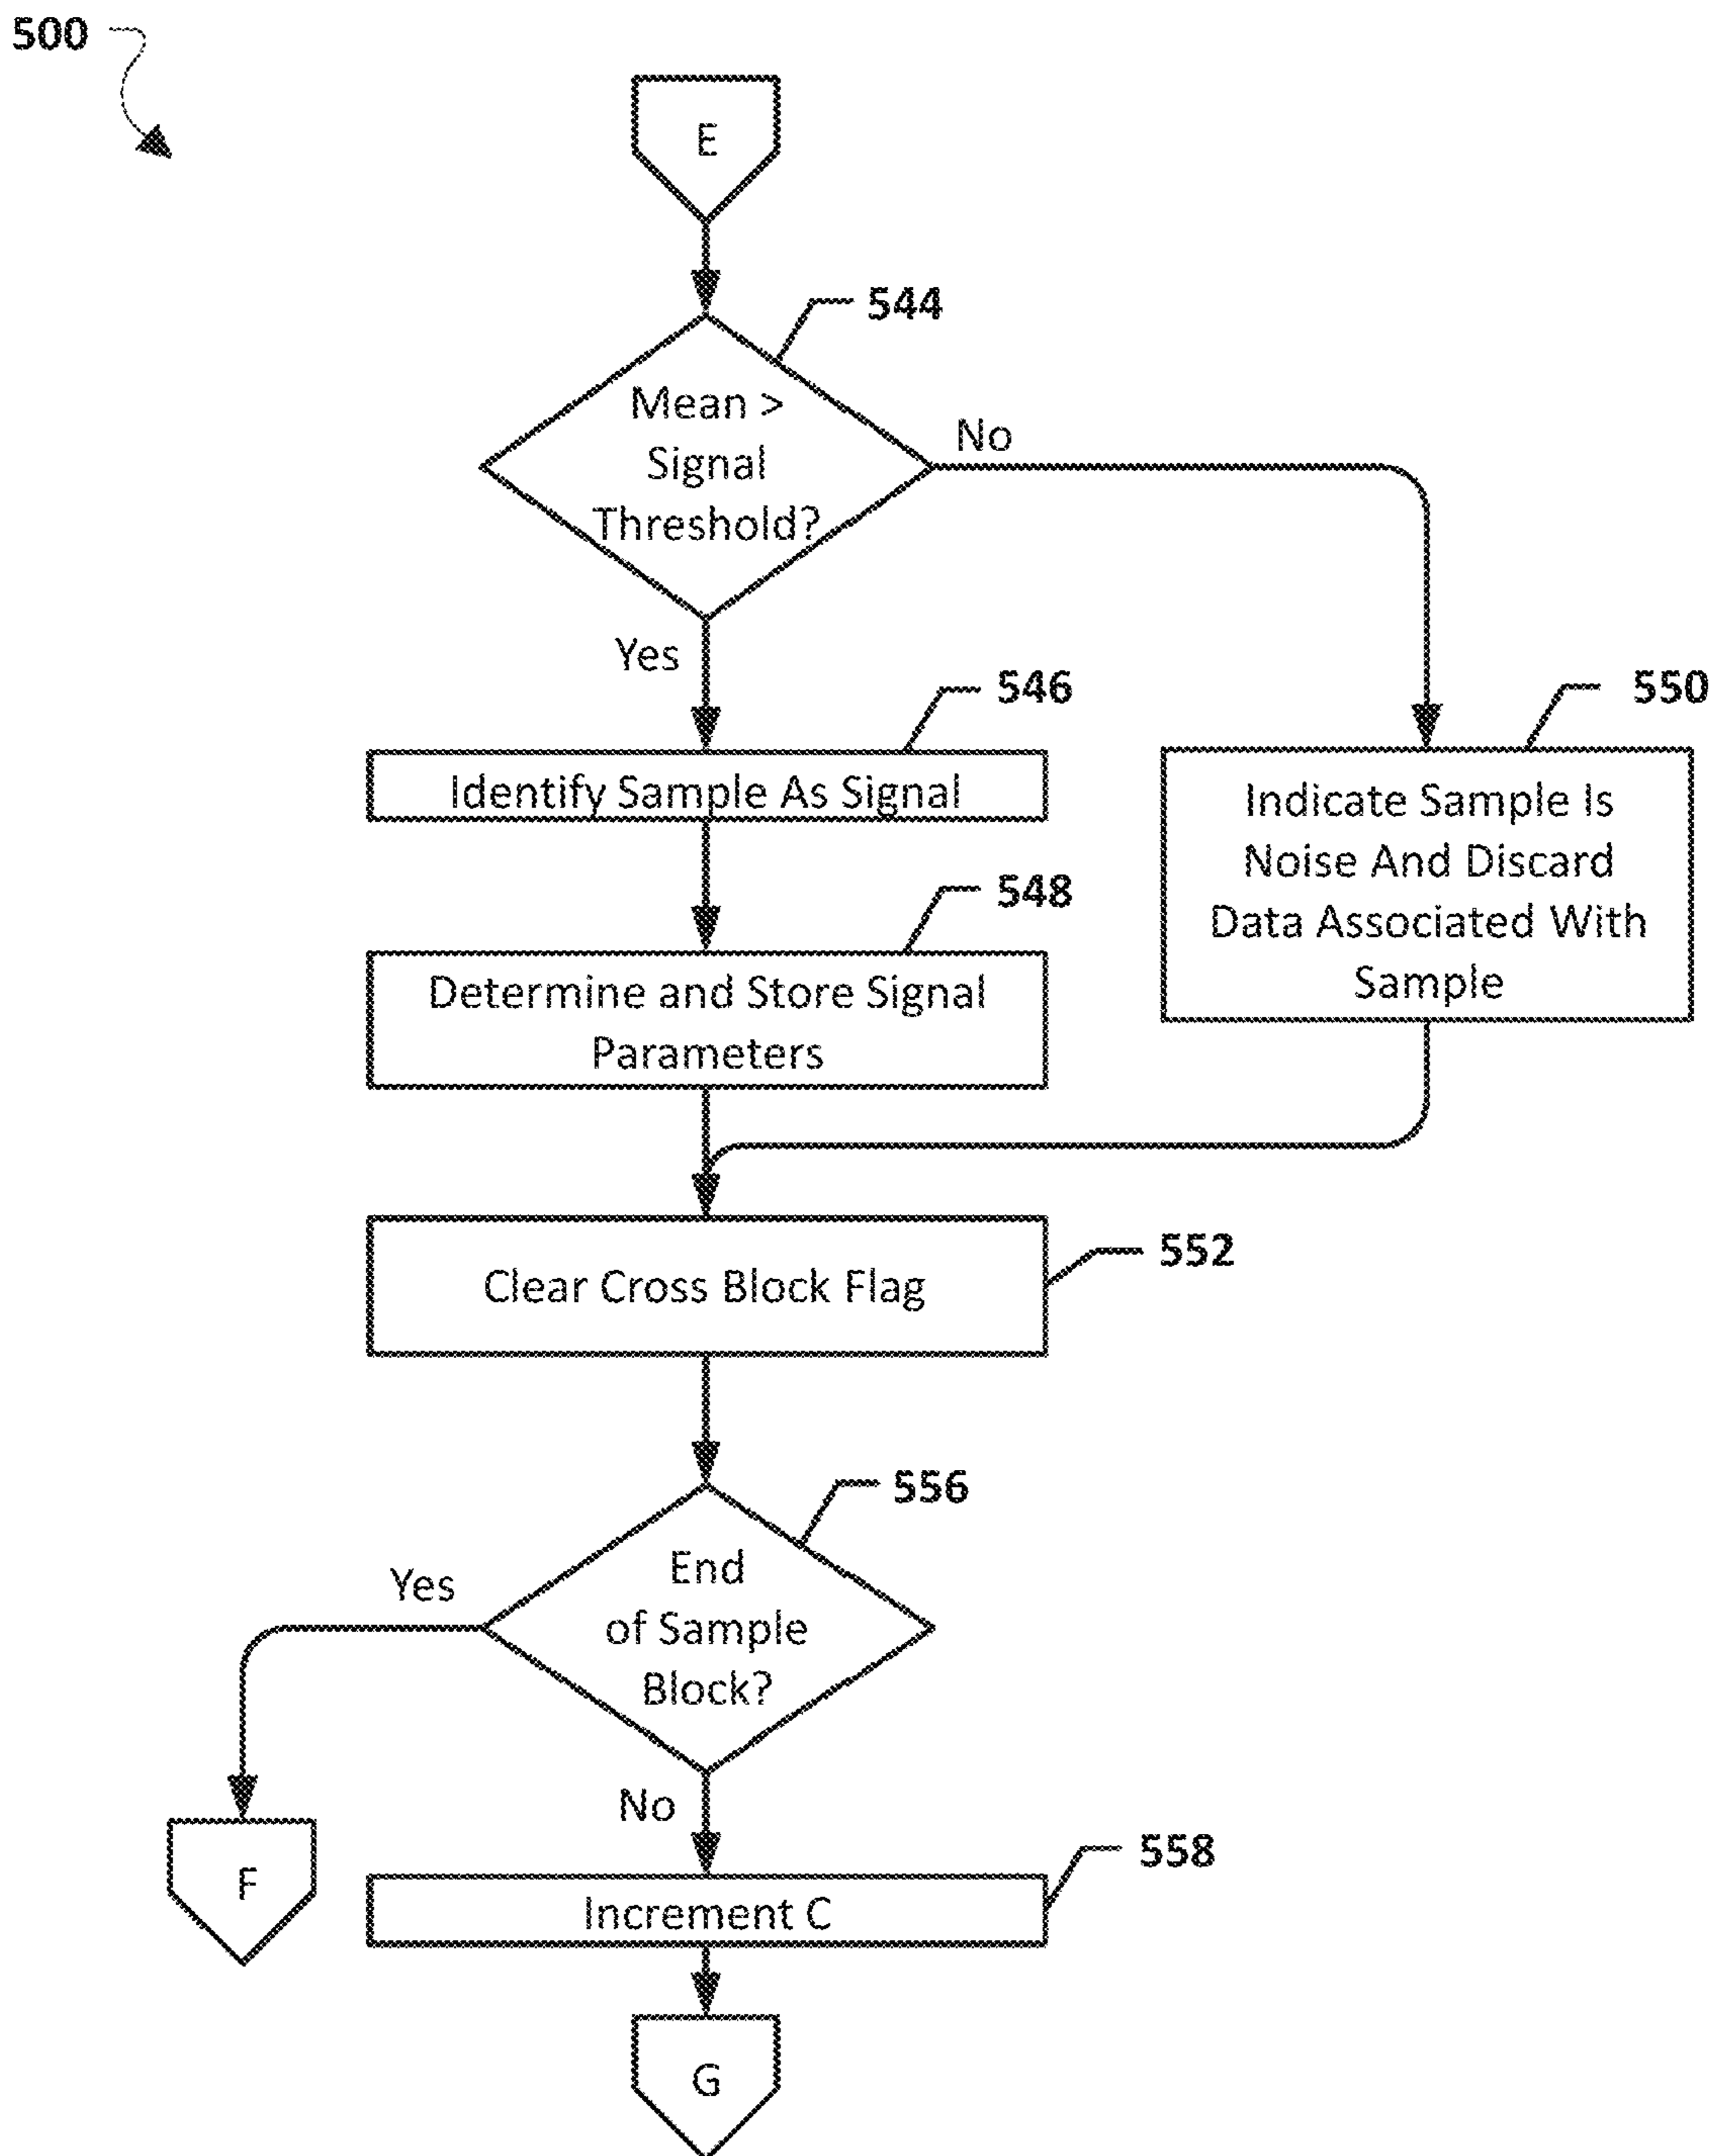 500
E
544
Mean >
Signal
Threshold?
No
Yes
546
550
Identify Sample As Signal
Indicate Sample Is
Noise And Discard
Data Associated With
Sample
548
Determine and Store Signal
Parameters
552
Clear Cross Block Flag
556
End
of Sample
Block?
Yes
No
F
558
Increment C
G